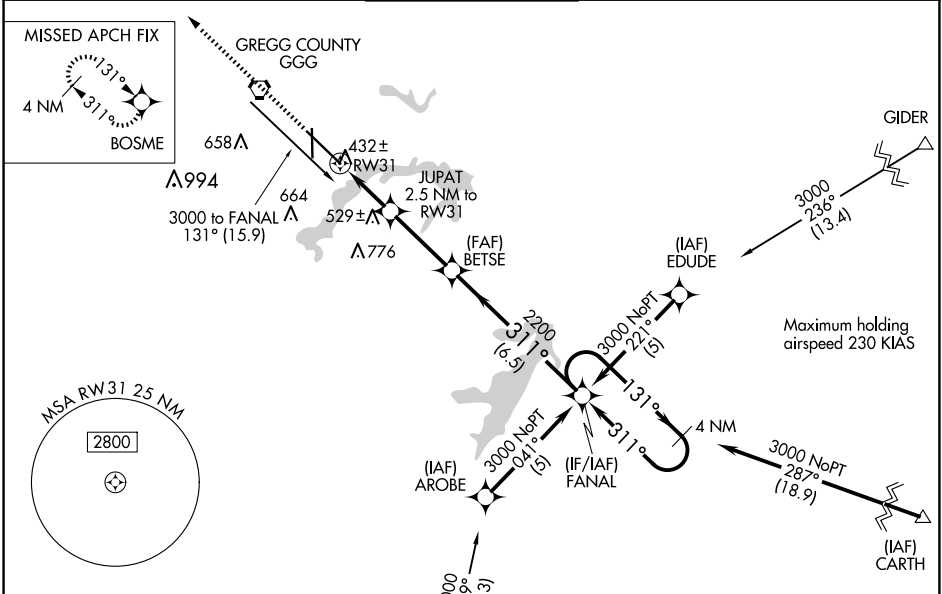 MISSED APCH FIX
131°
4 NM
311°
BOSME
GREGG COUNTY
GGG
658
994
664
3000 to FANAL
131° (15.9)
432±
RW31
JUPAT
2.5 NM to
RW31
529±
776
(FAF)
BETSE
GIDER
3000
236°
(13.4)
(IAF)
EDUDE
3000 NoPT
221°
(5)
Maximum holding
airspeed 230 KIAS
2200
311°
(6.5)
131°
311°
4 NM
(IF/IAF)
FANAL
3000 NoPT
041°
(5)
(IAF)
AROBE
3000 NoPT
287°
(18.9)
(IAF)
CARTH
MSA RW31 25 NM
2800